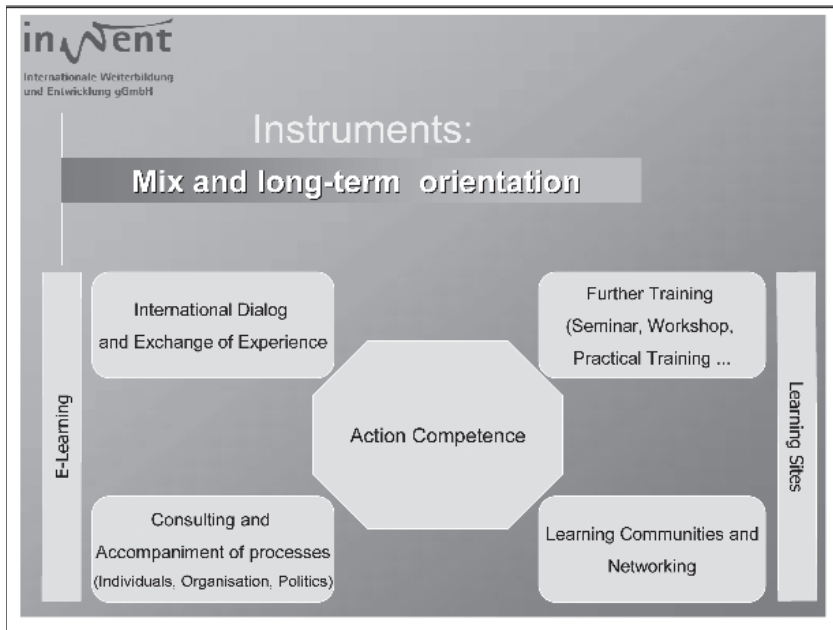 inWent
Internationale Weiterbildung
und Entwicklung gGmbH
Instruments:
Mix and long-term orientation
E-Learning
International Dialog
and Exchange of Experience
Further Training
(Seminar, Workshop,
Practical Training ...
Learning Sites
Action Competence
Consulting and
Accompaniment of processes
(Individuals, Organisation, Politics)
Learning Communities and
Networking